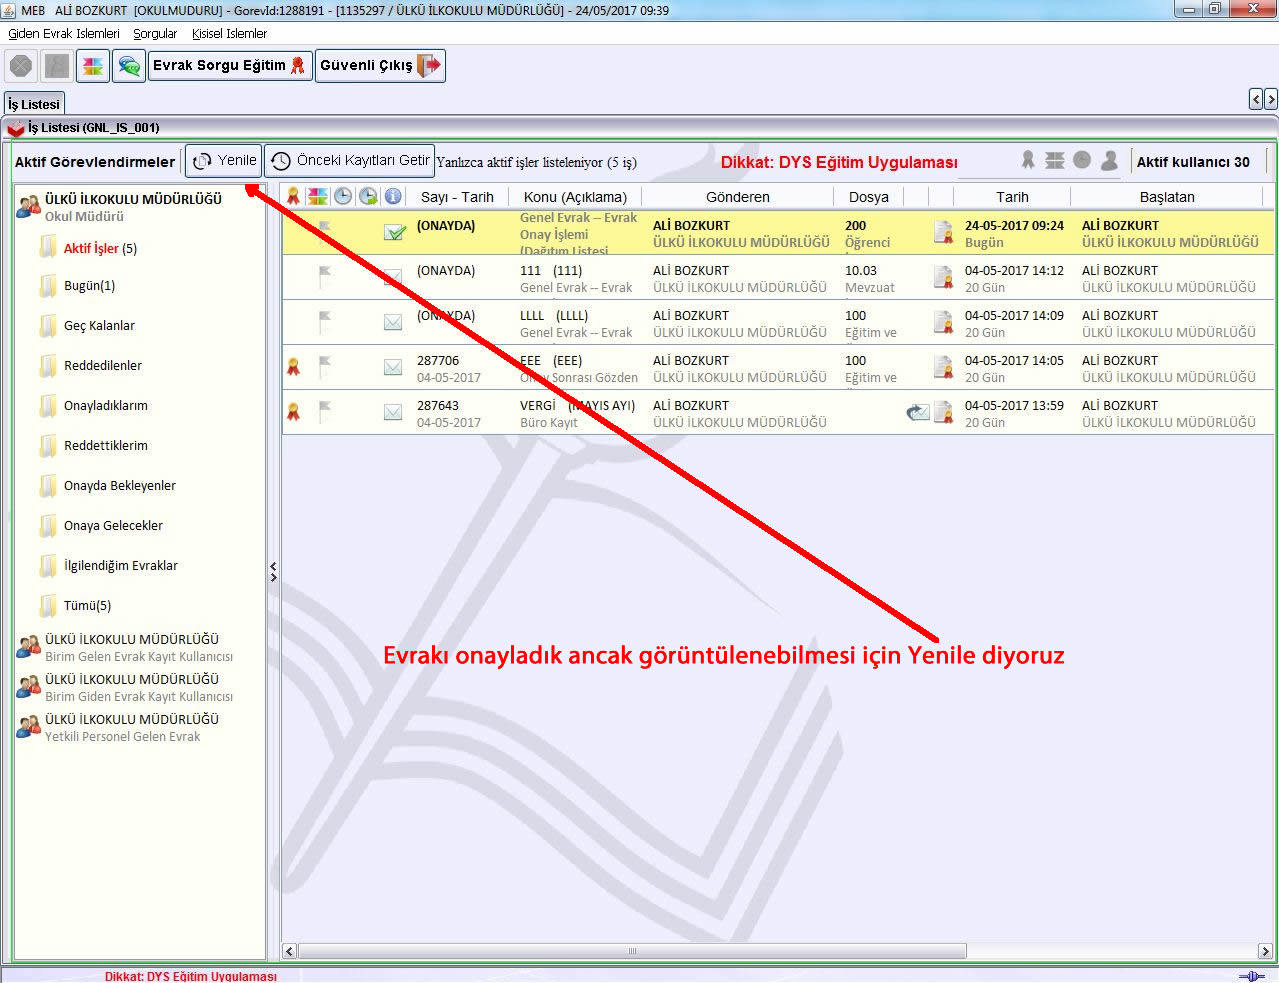 MEB ALİ BOZKURT [OKULMUDURU] - GorevId:1288191 - [1135297 / ÜLKÜ İLKOKULU MÜDÜRLÜĞÜ] - 24/05/2017 09:39
Giden Evrak Islemleri Sorgular Kisisel Islemler
Evrak Sorgu Eğitim Güvenli Çıkış
İş Listesi
İş Listesi (GNL_IS_001)
Aktif Görevlendirmeler Yenile Önceki Kayıtları Getir Yanlızca aktif işler listeleniyor (5 iş) Dikkat: DYS Eğitim Uygulaması Aktif kullanıcı 30
ÜLKÜ İLKOKULU MÜDÜRLÜĞÜ
Okul Müdürü
Aktif İşler (5)
Bugün(1)
Geç Kalanlar
Reddedilenler
Onayladıklarım
Reddettiklerim
Onayda Bekleyenler
Onaya Gelecekler
İlgilendiğim Evraklar
Tümü(5)
ÜLKÜ İLKOKULU MÜDÜRLÜĞÜ
Birim Gelen Evrak Kayıt Kullanıcısı
ÜLKÜ İLKOKULU MÜDÜRLÜĞÜ
Birim Giden Evrak Kayıt Kullanıcısı
ÜLKÜ İLKOKULU MÜDÜRLÜĞÜ
Yetkili Personel Gelen Evrak
Sayı - Tarih Konu (Açıklama) Gönderen Dosya Tarih Başlatan
Genel Evrak -- Evrak
(ONAYDA) Onay İşlemi ALİ BOZKURT 200 24-05-2017 09:24 ALİ BOZKURT
(Dağıtım Listesi ÜLKÜ İLKOKULU MÜDÜRLÜĞÜ Öğrenci Bugün ÜLKÜ İLKOKULU MÜDÜRLÜĞÜ
(ONAYDA) 111 (111) ALİ BOZKURT 10.03 04-05-2017 14:12 ALİ BOZKURT
Genel Evrak -- Evrak ÜLKÜ İLKOKULU MÜDÜRLÜĞÜ Mevzuat 20 Gün ÜLKÜ İLKOKULU MÜDÜRLÜĞÜ
(ONAYDA) LLLL (LLLL) ALİ BOZKURT 100 04-05-2017 14:09 ALİ BOZKURT
Genel Evrak -- Evrak ÜLKÜ İLKOKULU MÜDÜRLÜĞÜ Eğitim ve 20 Gün ÜLKÜ İLKOKULU MÜDÜRLÜĞÜ
287706 EEE (EEE) ALİ BOZKURT 100 04-05-2017 14:05 ALİ BOZKURT
04-05-2017 Onay Sonrası Gözden ÜLKÜ İLKOKULU MÜDÜRLÜĞÜ Eğitim ve 20 Gün ÜLKÜ İLKOKULU MÜDÜRLÜĞÜ
287643 VERGİ (MAYIS AYI) ALİ BOZKURT 04-05-2017 13:59 ALİ BOZKURT
04-05-2017 Büro Kayıt ÜLKÜ İLKOKULU MÜDÜRLÜĞÜ 20 Gün ÜLKÜ İLKOKULU MÜDÜRLÜĞÜ
Evrakı onayladık ancak görüntülenebilmesi için Yenile diyoruz
Dikkat: DYS Eğitim Uygulaması